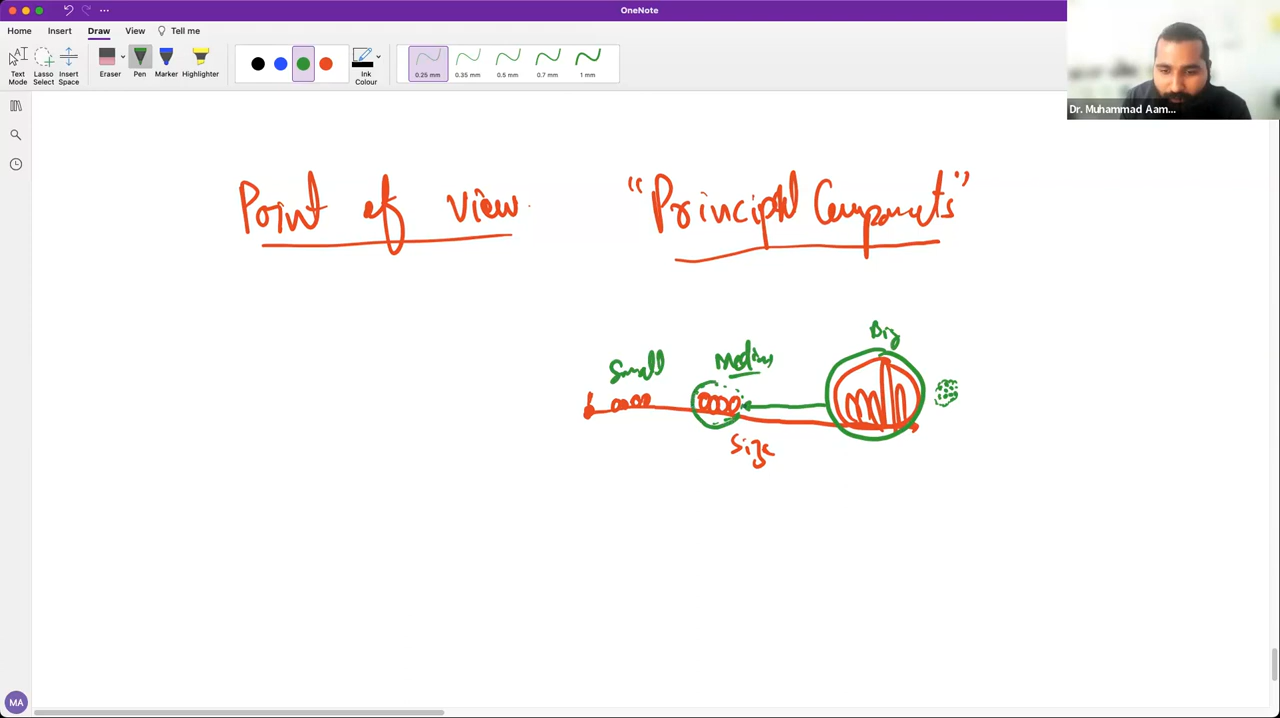 OneNote
Home Insert Draw View Tell me
Text Mode
Lasso Select
Insert Space
Eraser
Pen
Marker
Highlighter
Ink Colour
0.25 mm
0.35 mm
0.5 mm
0.7 mm
1 mm
Dr. Muhammad Aam...
Point of view "Principal Components"
Big
Small Medium
Size
MA